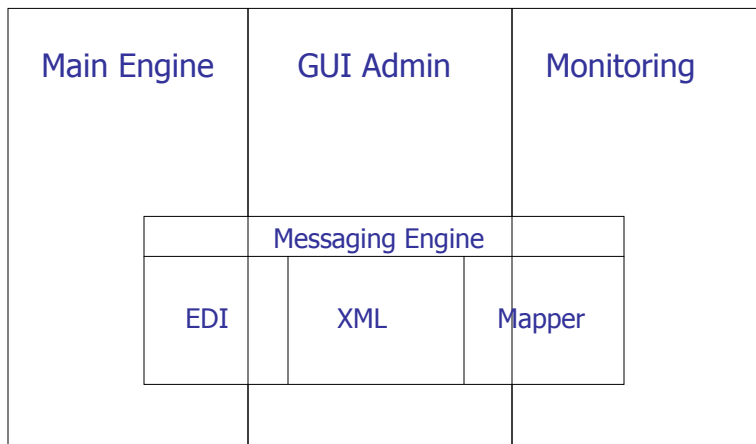 Main Engine
GUI Admin
Monitoring
Messaging Engine
EDI
XML
Mapper